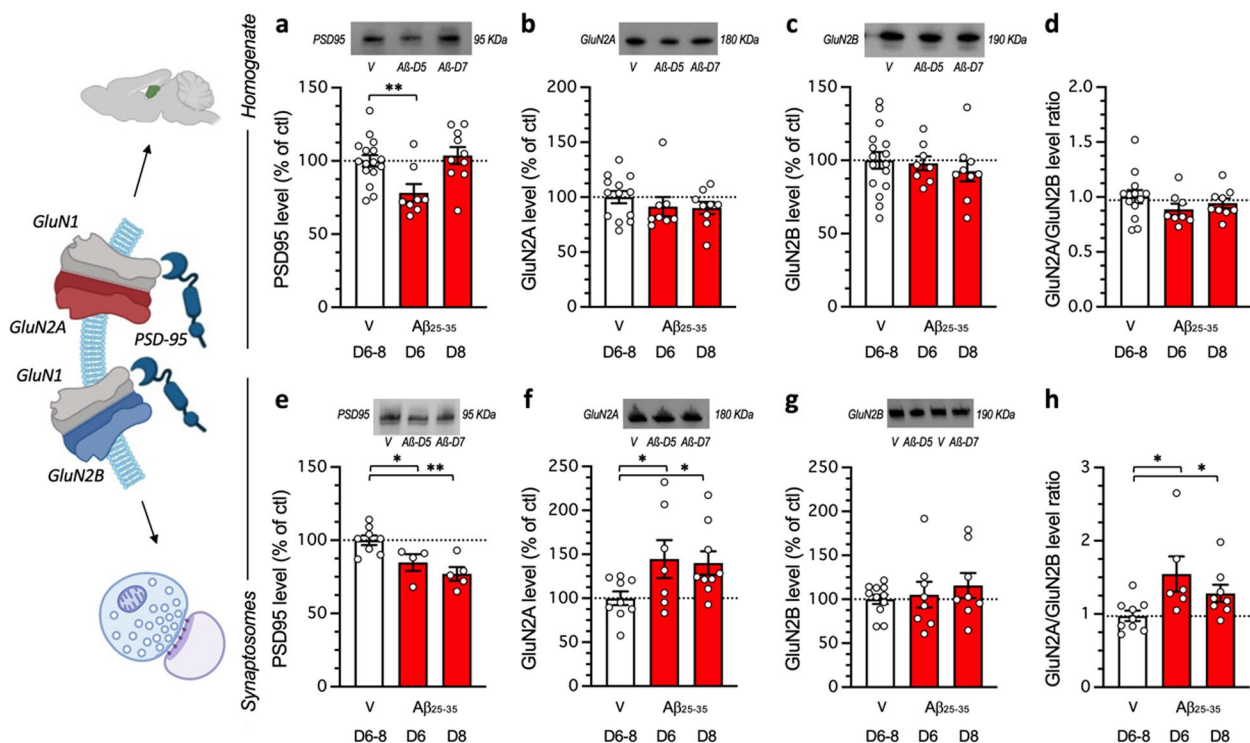 Homogenate
GluN1
GluN2A
PSD-95
GluN1
GluN2B
Synaptosomes
a
PSD95 95 KDa
V Aß-D5 Aß-D7
PSD95 level (% of ctl)
150
100
50
0
**
V Aβ25-35
D6-8 D6 D8
b
GluN2A 180 KDa
V Aß-D5 Aß-D7
GluN2A level (% of ctl)
200
150
100
50
0
V Aβ25-35
D6-8 D6 D8
c
GluN2B 190 KDa
V Aß-D5 Aß-D7
GluN2B level (% of ctl)
150
100
50
0
V Aβ25-35
D6-8 D6 D8
d
GluN2A/GluN2B level ratio
2.0
1.5
1.0
0.5
0.0
V Aβ25-35
D6-8 D6 D8
e
PSD95 95 KDa
V Aß-D5 Aß-D7
PSD95 level (% of ctl)
150
100
50
0
*
**
V Aβ25-35
D6-8 D6 D8
f
GluN2A 180 KDa
V Aß-D5 Aß-D7
GluN2A level (% of ctl)
250
200
150
100
50
0
*
*
V Aβ25-35
D6-8 D6 D8
g
GluN2B 190 KDa
V Aß-D5 V Aß-D7
GluN2B level (% of ctl)
250
200
150
100
50
0
V Aβ25-35
D6-8 D6 D8
h
GluN2A/GluN2B level ratio
3
2
1
0
*
*
V Aβ25-35
D6-8 D6 D8